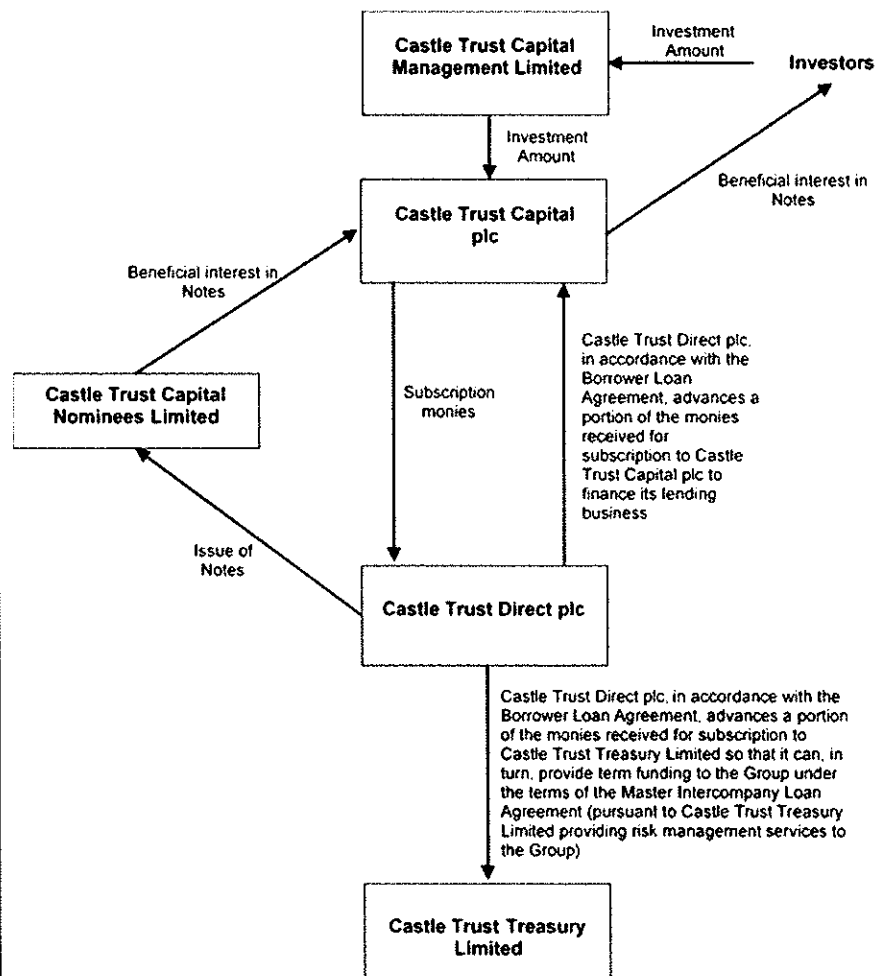 Castle Trust Capital
Management Limited
Investment
Amount
Investors
Investment
Amount
Beneficial interest in
Notes
Castle Trust Capital
plc
Beneficial interest in
Notes
Castle Trust Capital
Nominees Limited
Subscription
monies
Castle Trust Direct plc,
in accordance with the
Borrower Loan
Agreement, advances a
portion of the monies
received for
subscription to Castle
Trust Capital plc to
finance its lending
business
Issue of
Notes
Castle Trust Direct plc
Castle Trust Direct plc, in accordance with the
Borrower Loan Agreement, advances a portion
of the monies received for subscription to
Castle Trust Treasury Limited so that it can, in
turn, provide term funding to the Group under
the terms of the Master Intercompany Loan
Agreement (pursuant to Castle Trust Treasury
Limited providing risk management services to
the Group)
Castle Trust Treasury
Limited